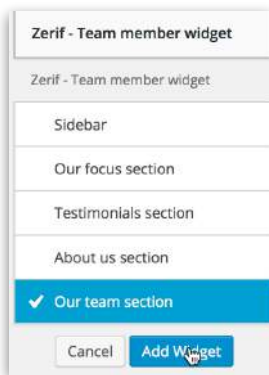 Zerif - Team member widget
Zerif - Team member widget
Sidebar
Our focus section
Testimonials section
About us section
Our team section
Cancel Add Widget